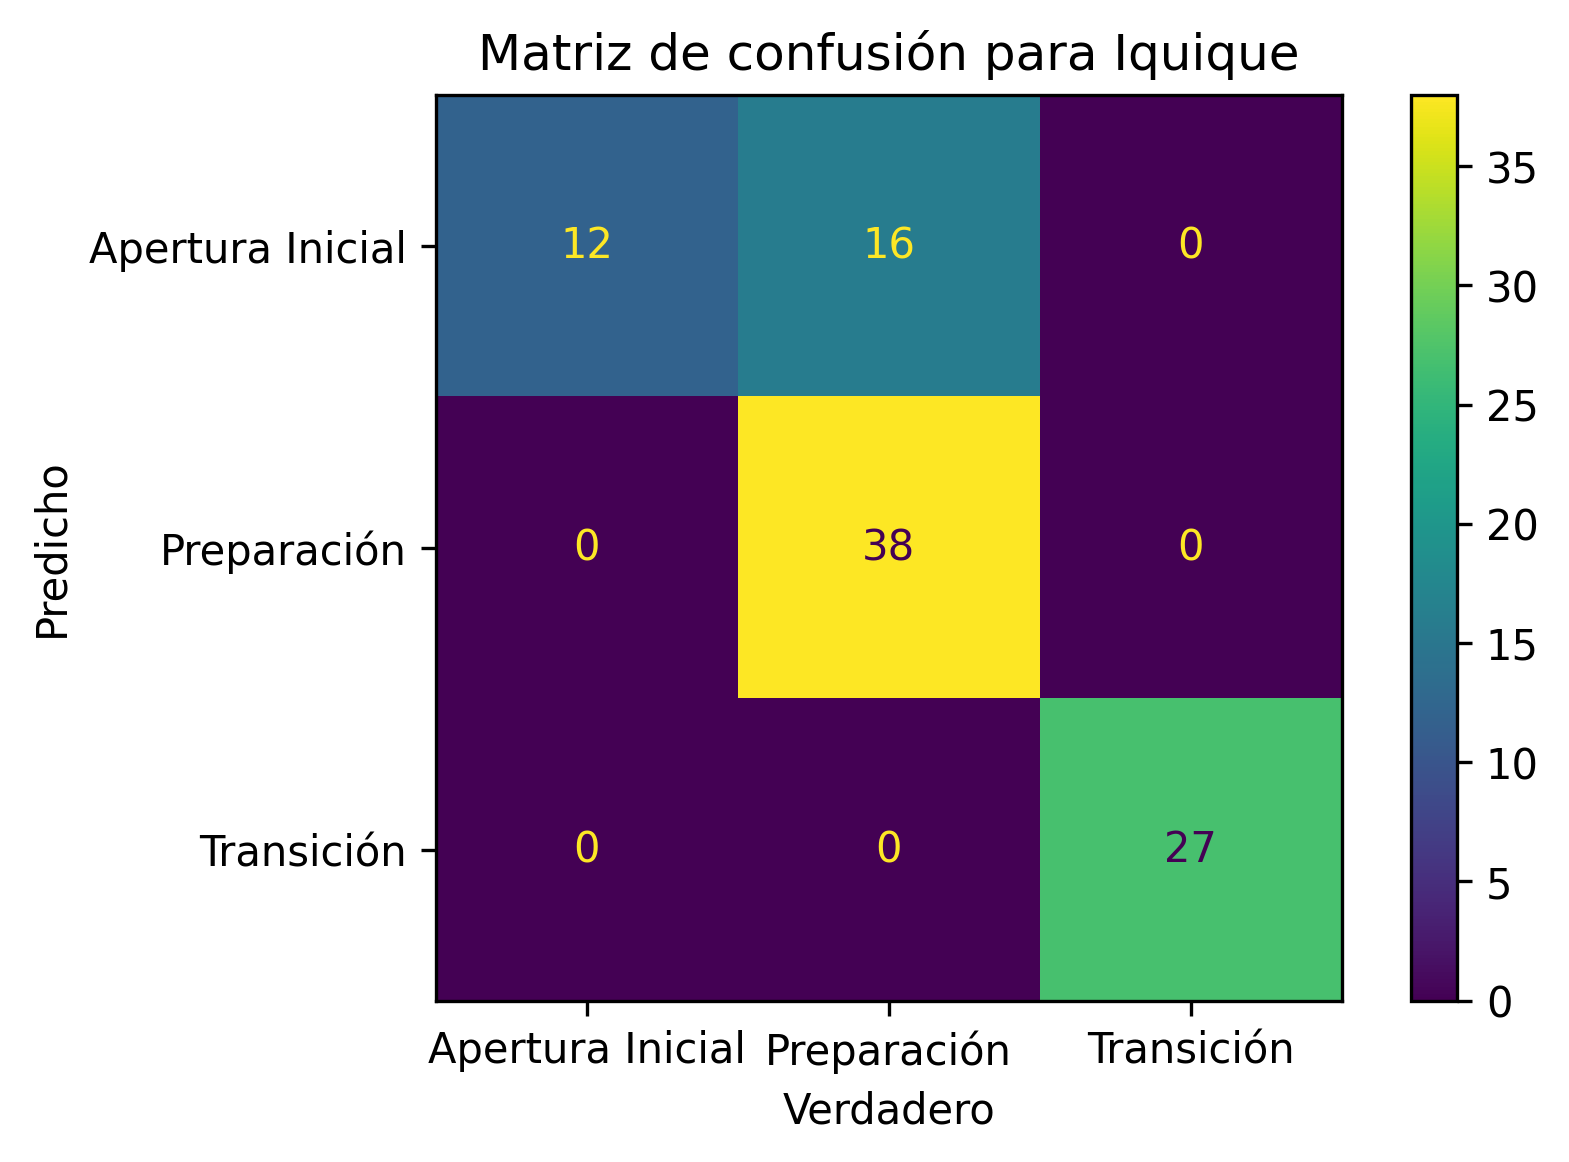 Matriz de confusión para Iquique
Predicho
Apertura Inicial
12 16 0
Preparación
0 38 0
Transición
0 0 27
Apertura Inicial Preparación Transición
Verdadero
35
30
25
20
15
10
5
0